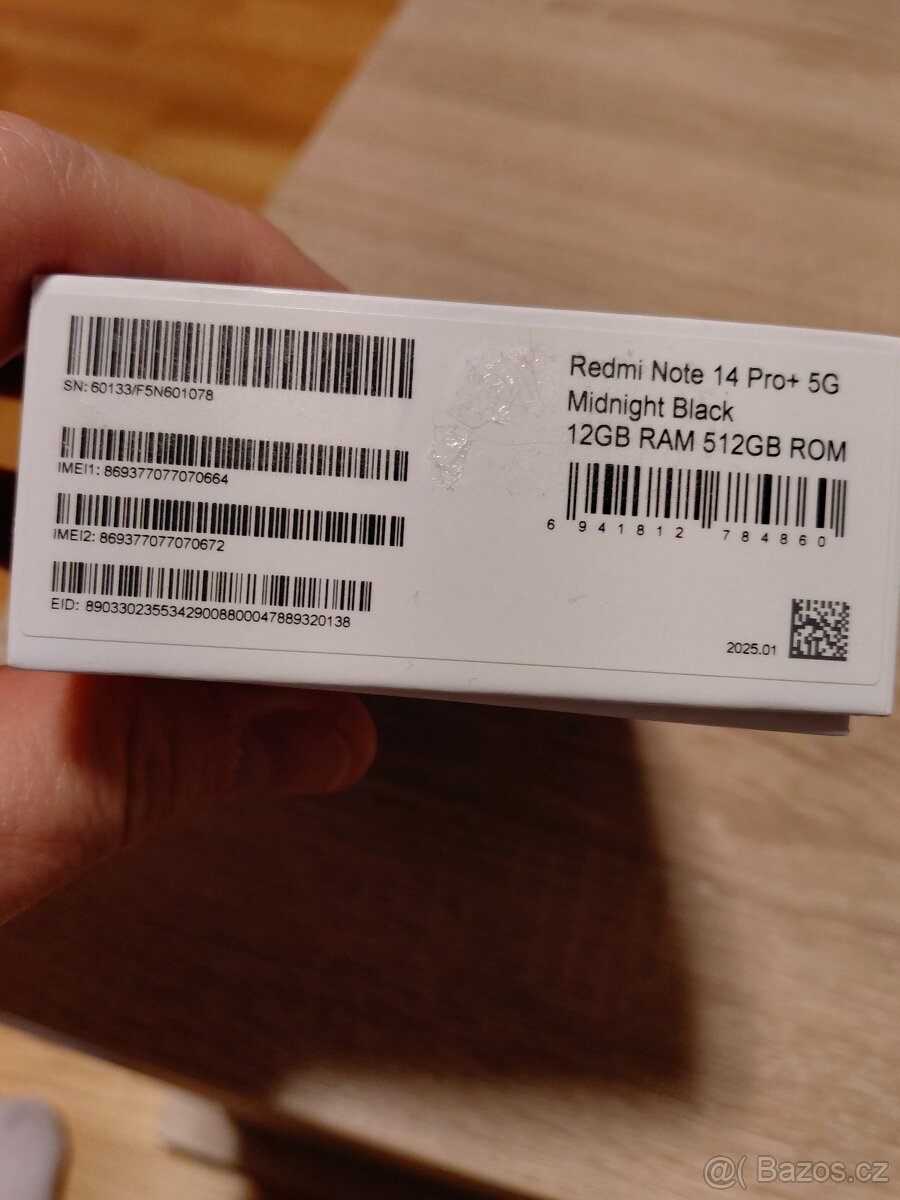 SN: 60133/F5N601078
IMEI1: 869377077070664
IMEI2: 869377077070672
EID: 89033023553429008800047889320138
Redmi Note 14 Pro+ 5G
Midnight Black
12GB RAM 512GB ROM
6 941812 784860
2025.01
@( Bazos.cz